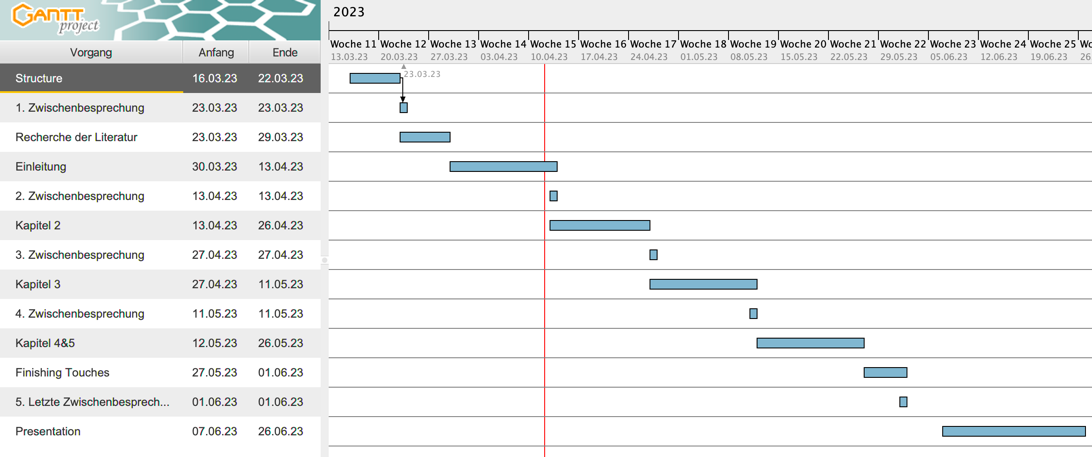 GANTT
project
2023
Woche 11 Woche 12 Woche 13 Woche 14 Woche 15 Woche 16 Woche 17 Woche 18 Woche 19 Woche 20 Woche 21 Woche 22 Woche 23 Woche 24 Woche 25 Wo
Vorgang Anfang Ende
13.03.23 20.03.23 27.03.23 03.04.23 10.04.23 17.04.23 24.04.23 01.05.23 08.05.23 15.05.23 22.05.23 29.05.23 05.06.23 12.06.23 19.06.23 26
Structure 16.03.23 22.03.23
23.03.23
1. Zwischenbesprechung 23.03.23 23.03.23
Recherche der Literatur 23.03.23 29.03.23
Einleitung 30.03.23 13.04.23
2. Zwischenbesprechung 13.04.23 13.04.23
Kapitel 2 13.04.23 26.04.23
3. Zwischenbesprechung 27.04.23 27.04.23
Kapitel 3 27.04.23 11.05.23
4. Zwischenbesprechung 11.05.23 11.05.23
Kapitel 4&5 12.05.23 26.05.23
Finishing Touches 27.05.23 01.06.23
5. Letzte Zwischenbesprech... 01.06.23 01.06.23
Presentation 07.06.23 26.06.23